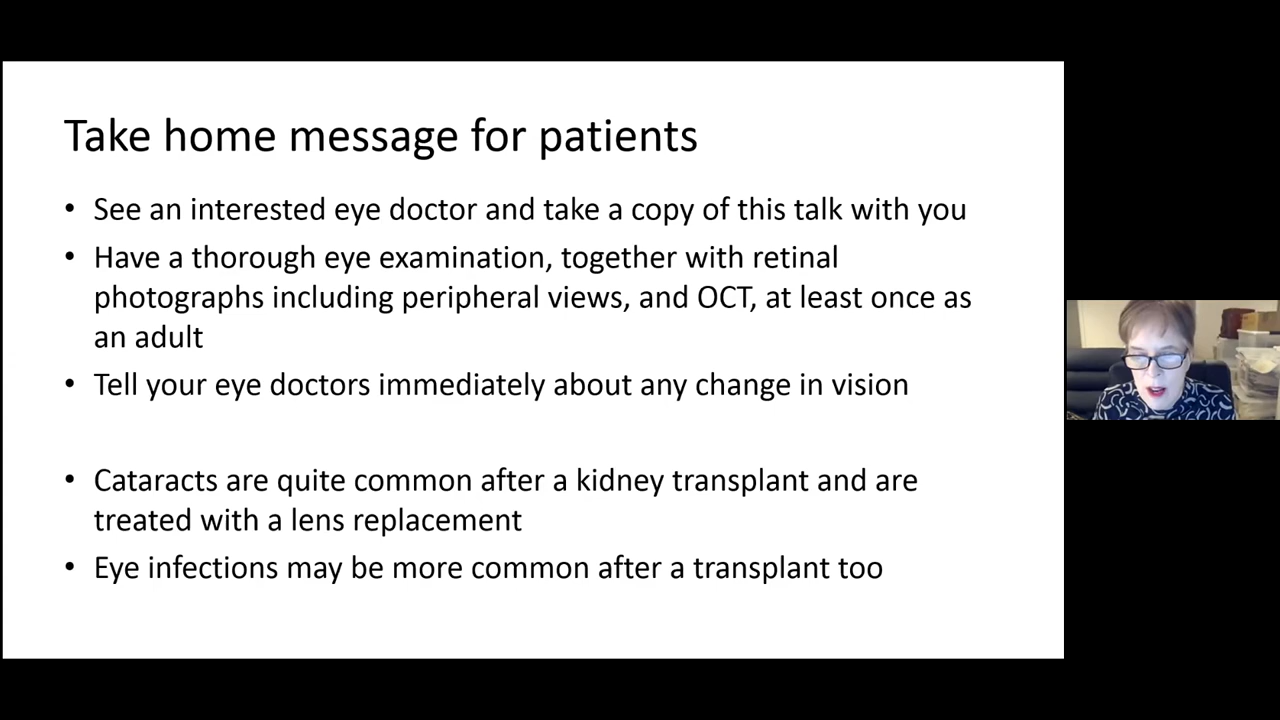 Take home message for patients
• See an interested eye doctor and take a copy of this talk with you
• Have a thorough eye examination, together with retinal
photographs including peripheral views, and OCT, at least once as
an adult
• Tell your eye doctors immediately about any change in vision
• Cataracts are quite common after a kidney transplant and are
treated with a lens replacement
• Eye infections may be more common after a transplant too